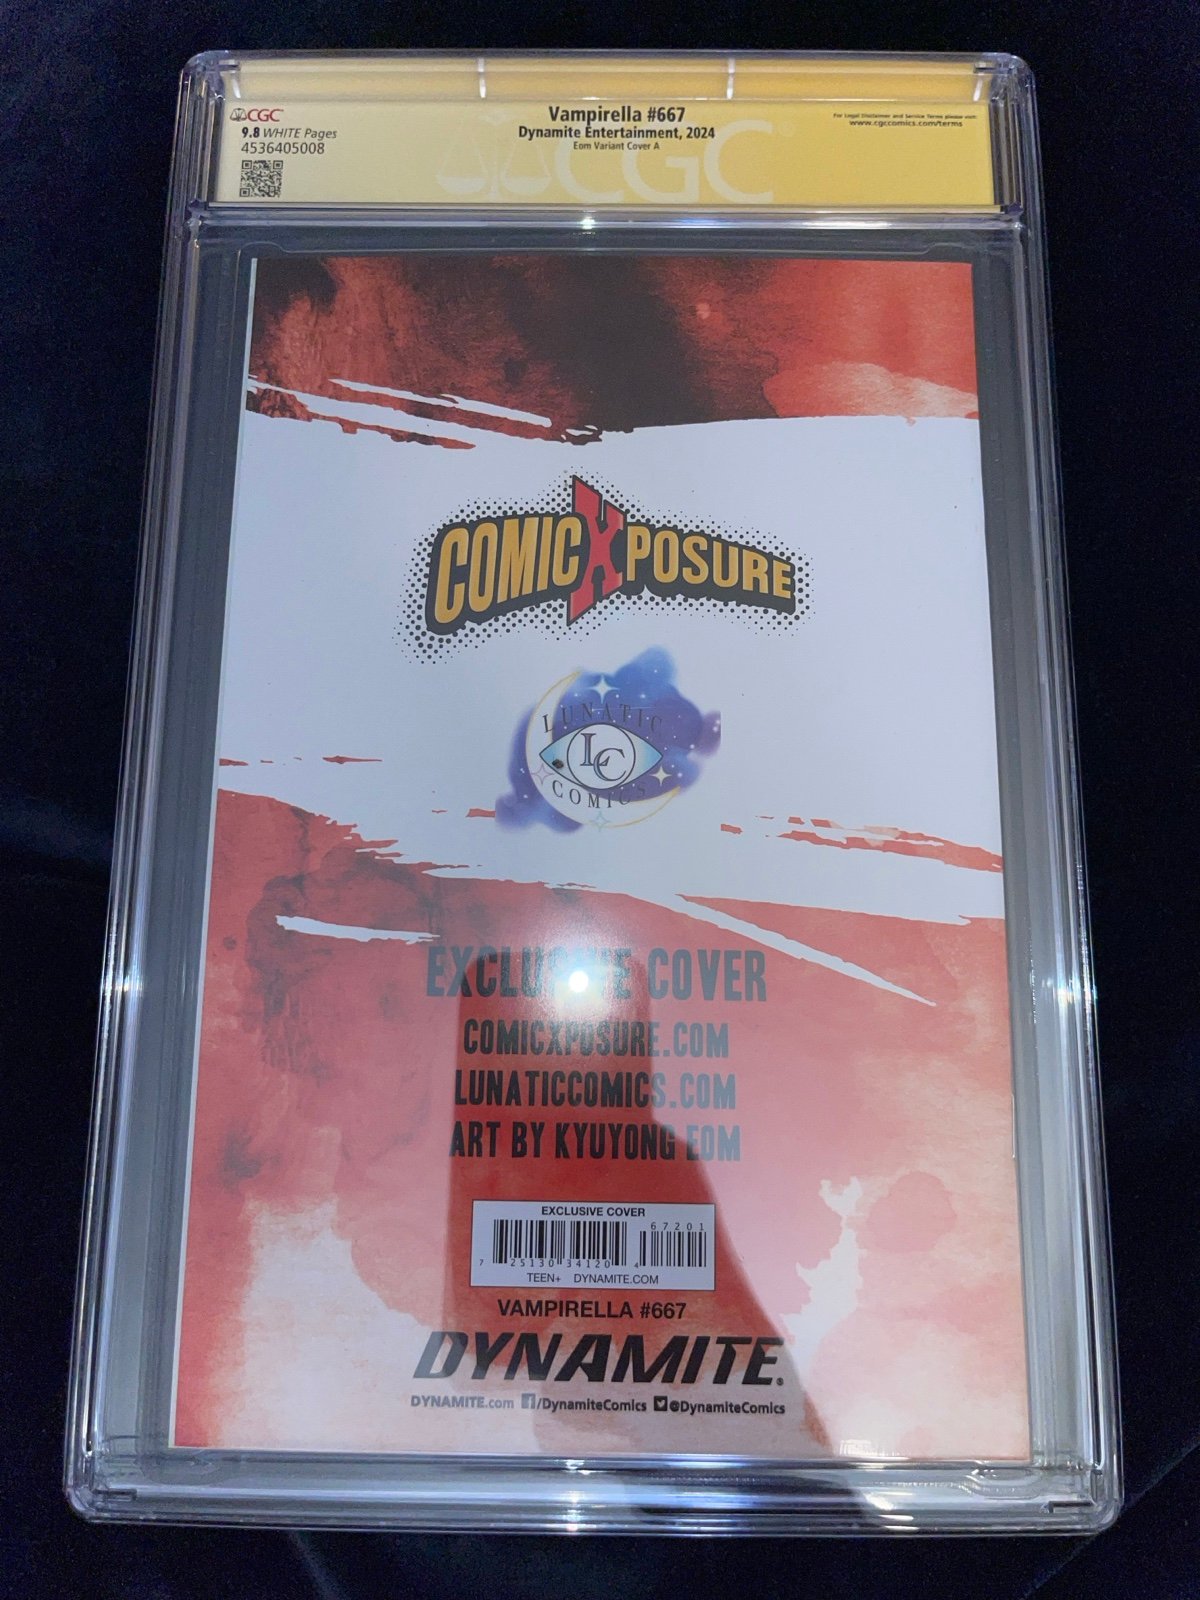 CGC
9.8 WHITE Pages
4536405008
Vampirella #667
Dynamite Entertainment, 2024
Eom Variant Cover A
For Legal Disclaimer and Service Terms please visit:
www.cgccomics.com/terms
CGC
COMICXPOSURE
LUNATIC
LC
COMICS
EXCLUSIVE COVER
COMICXPOSURE.COM
LUNATICCOMICS.COM
ART BY KYUYONG EOM
EXCLUSIVE COVER
67201
7 25130 34120 4
TEEN+ DYNAMITE.COM
VAMPIRELLA #667
DYNAMITE®
DYNAMITE.com f/DynamiteComics @DynamiteComics